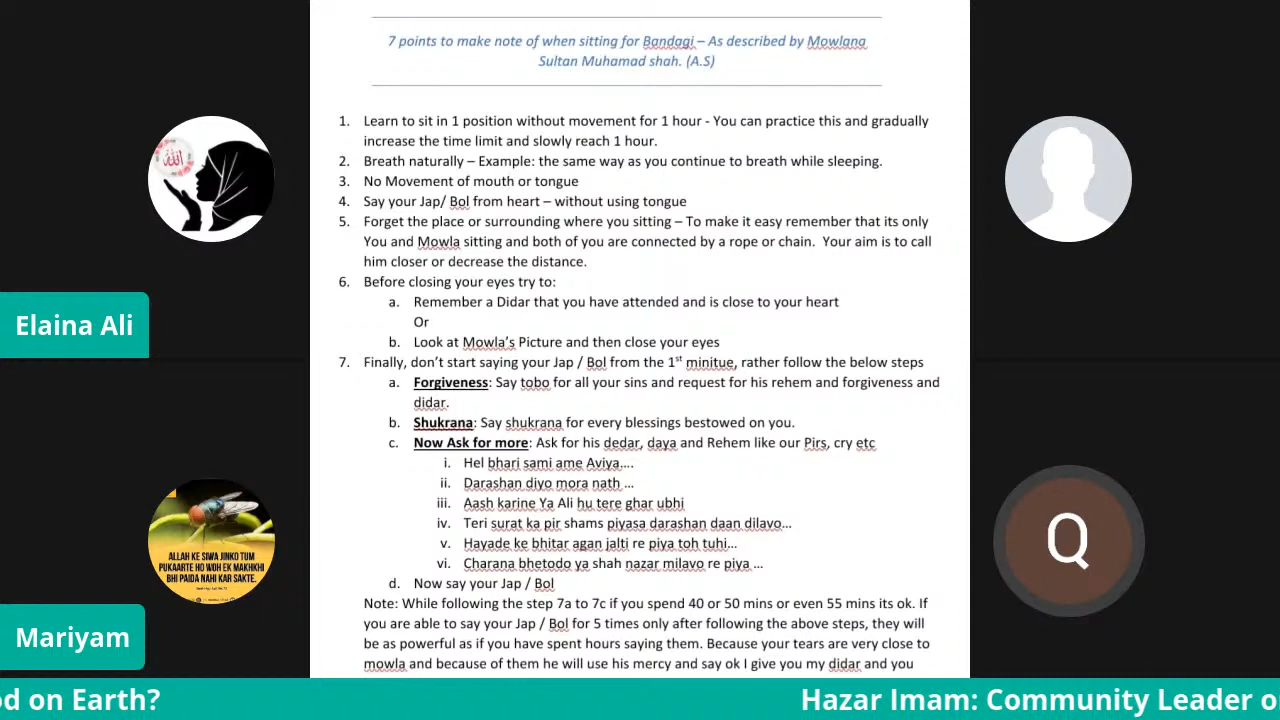 7 points to make note of when sitting for Bandagi – As described by Mowlana
Sultan Muhamad shah. (A.S)
1. Learn to sit in 1 position without movement for 1 hour - You can practice this and gradually
increase the time limit and slowly reach 1 hour.
2. Breath naturally – Example: the same way as you continue to breath while sleeping.
3. No Movement of mouth or tongue
4. Say your Jap/ Bol from heart – without using tongue
5. Forget the place or surrounding where you sitting – To make it easy remember that its only
You and Mowla sitting and both of you are connected by a rope or chain. Your aim is to call
him closer or decrease the distance.
6. Before closing your eyes try to:
a. Remember a Didar that you have attended and is close to your heart
Or
b. Look at Mowla's Picture and then close your eyes
7. Finally, don't start saying your Jap / Bol from the 1st minitue, rather follow the below steps
a. Forgiveness: Say tobo for all your sins and request for his rehem and forgiveness and
didar.
b. Shukrana: Say shukrana for every blessings bestowed on you.
c. Now Ask for more: Ask for his dedar, daya and Rehem like our Pirs, cry etc
i. Hel bhari sami ame Aviya....
ii. Darashan diyo mora nath ...
iii. Aash karine Ya Ali hu tere ghar ubhi
iv. Teri surat ka pir shams piyasa darashan daan dilavo...
v. Hayade ke bhitar agan jalti re piya toh tuhi...
vi. Charana bhetodo ya shah nazar milavo re piya ...
d. Now say your Jap / Bol
Note: While following the step 7a to 7c if you spend 40 or 50 mins or even 55 mins its ok. If
you are able to say your Jap / Bol for 5 times only after following the above steps, they will
be as powerful as if you have spent hours saying them. Because your tears are very close to
mowla and because of them he will use his mercy and say ok I give you my didar and you
الله
Elaina Ali
ALLAH KE SIWA JINKO TUM
PUKAARTE HO WOH EK MAKHKHI
BHI PAIDA NAHI KAR SAKTE.
Mariyam
Q
od on Earth?
Hazar Imam: Community Leader o